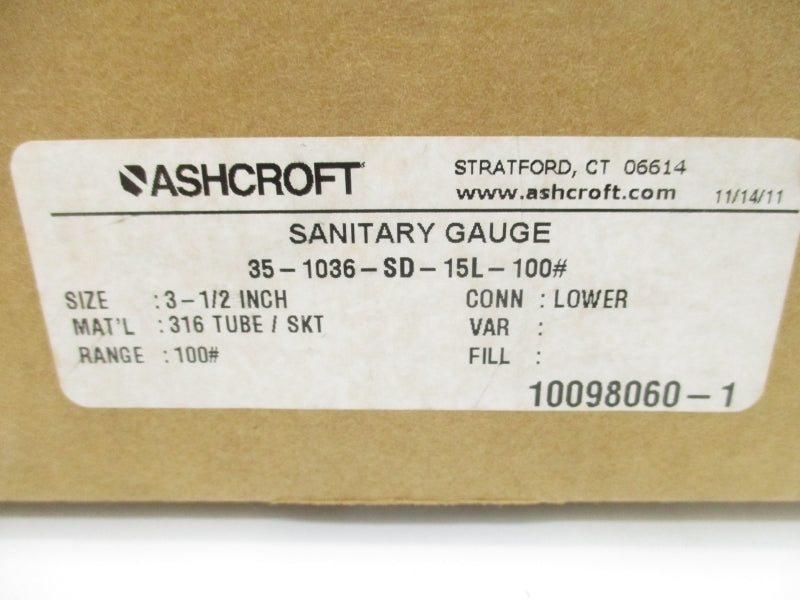 ASHCROFT
STRATFORD, CT 06614
www.ashcroft.com 11/14/11
SANITARY GAUGE
35-1036-SD-15L-100#
SIZE : 3-1/2 INCH CONN : LOWER
MAT'L : 316 TUBE / SKT VAR :
RANGE : 100# FILL :
10098060-1